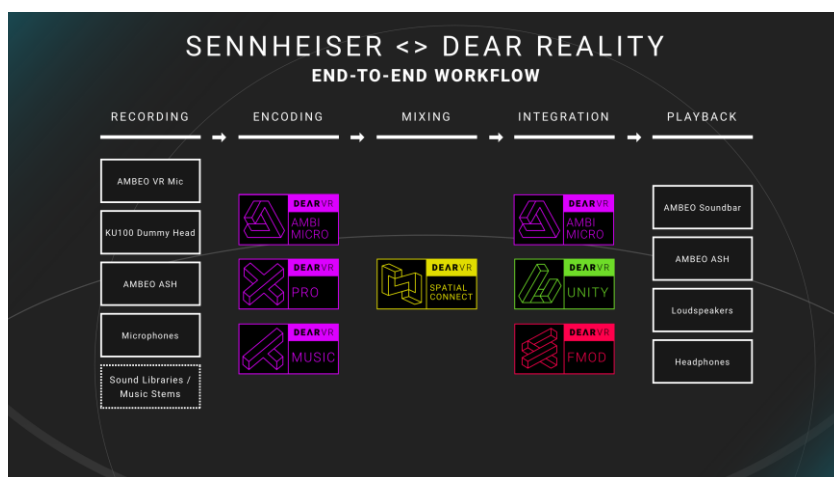 SENNHEISER <> DEAR REALITY
END-TO-END WORKFLOW
RECORDING
AMBEO VR Mic
KU100 Dummy Head
AMBEO ASH
Microphones
Sound Libraries /
Music Stems
ENCODING
DEARVR
AMBI
MICRO
DEARVR
PRO
DEARVR
MUSIC
MIXING
DEARVR
SPATIAL
CONNECT
INTEGRATION
DEARVR
AMBI
MICRO
DEARVR
UNITY
DEARVR
FMOD
PLAYBACK
AMBEO Soundbar
AMBEO ASH
Loudspeakers
Headphones